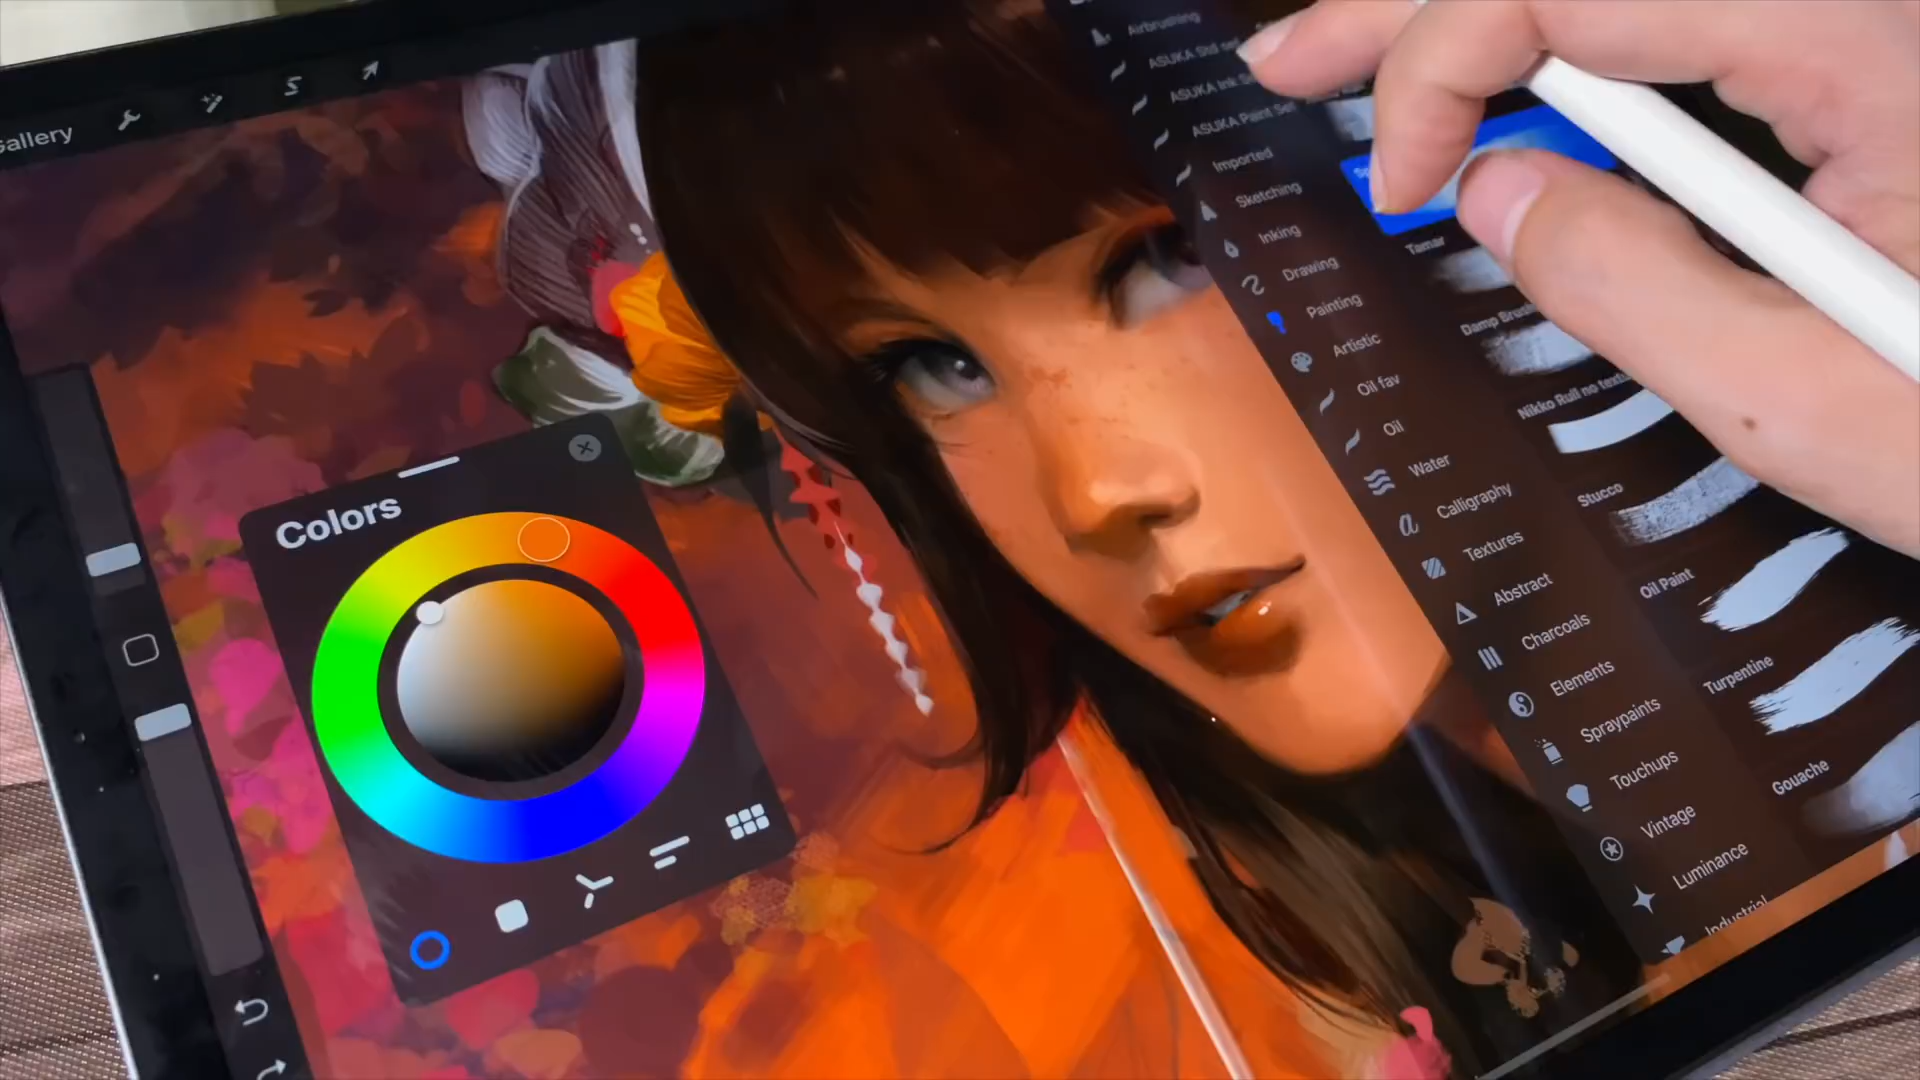 Gallery
Colors
Airbrushing
ASUKA Std set
ASUKA Ink
ASUKA Paint Set
Imported
Sketching
Inking
Drawing
Painting
Artistic
Oil fav
Oil
Water
Calligraphy
Textures
Abstract
Charcoals
Elements
Spraypaints
Touchups
Vintage
Luminance
Industrial
Tamar
Damp Brush
Nikko Rull no
Stucco
Oil Paint
Turpentine
Gouache